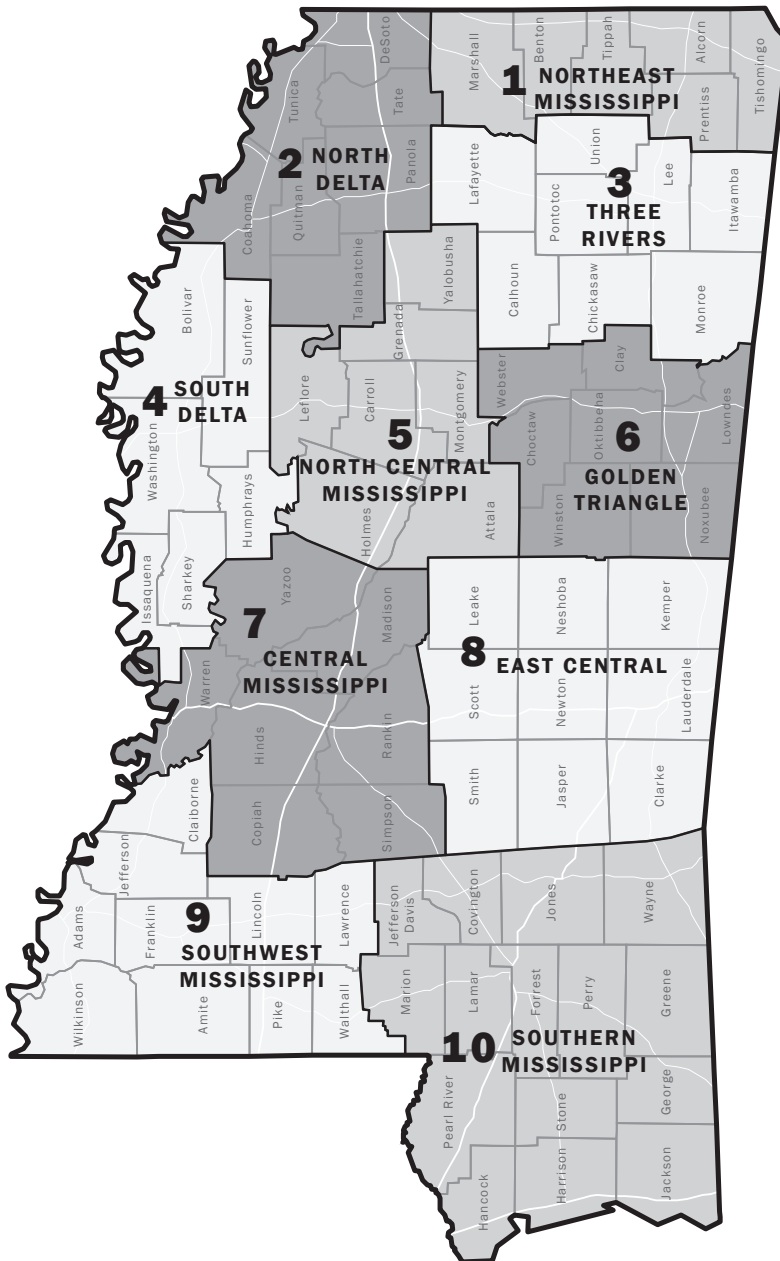 1 NORTHEAST
MISSISSIPPI
Marshall
Benton
Tippah
Alcorn
Prentiss
Tishomingo
2 NORTH
DELTA
DeSoto
Tunica
Tate
Panola
Quitman
Coahoma
Tallahatchie
3
THREE
RIVERS
Lafayette
Union
Pontotoc
Lee
Itawamba
Calhoun
Chickasaw
Monroe
4 SOUTH
DELTA
Bolivar
Sunflower
Washington
Humphrays
Issaquena
Sharkey
5
NORTH CENTRAL
MISSISSIPPI
Yalobusha
Grenada
Leflore
Carroll
Montgomery
Holmes
Attala
6
GOLDEN
TRIANGLE
Webster
Clay
Choctaw
Oktibbeha
Lowndes
Winston
Noxubee
7
CENTRAL
MISSISSIPPI
Yazoo
Madison
Warren
Hinds
Rankin
Copiah
Simpson
8 EAST CENTRAL
Leake
Neshoba
Kemper
Scott
Newton
Lauderdale
Smith
Jasper
Clarke
9
SOUTHWEST
MISSISSIPPI
Claiborne
Jefferson
Adams
Franklin
Lincoln
Lawrence
Wilkinson
Amite
Pike
Walthall
10 SOUTHERN
MISSISSIPPI
Jefferson
Davis
Covington
Jones
Wayne
Marion
Lamar
Forrest
Perry
Greene
Pearl River
Stone
George
Hancock
Harrison
Jackson